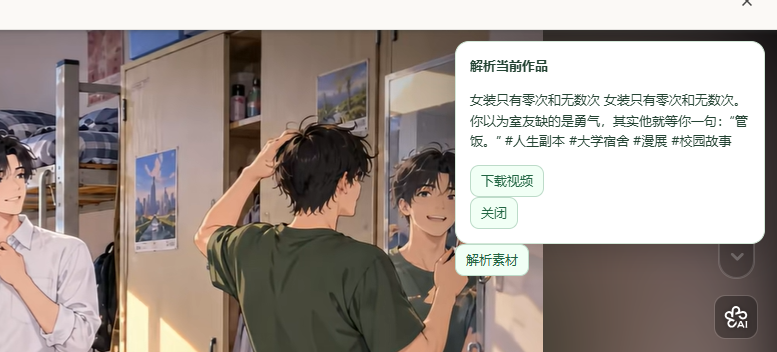 解析当前作品
女装只有零次和无数次 女装只有零次和无数次。
你以为室友缺的是勇气，其实他就等你一句：“管
饭。” #人生副本 #大学宿舍 #漫展 #校园故事
下载视频
关闭
解析素材
AI